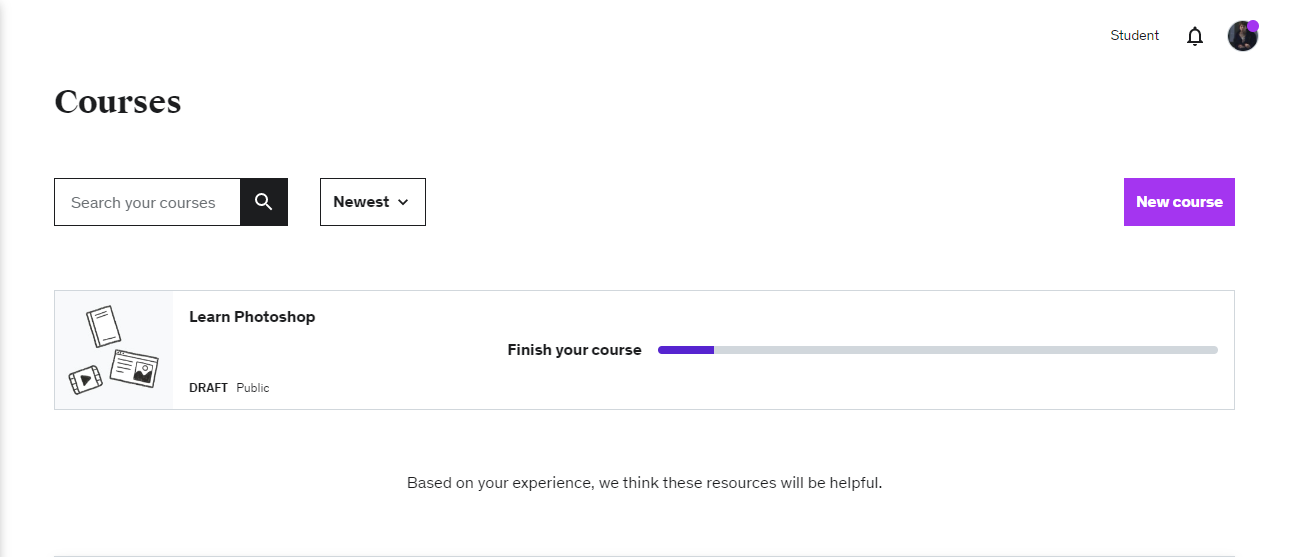 Student
Courses
Search your courses
Newest
New course
Learn Photoshop
Finish your course
DRAFT Public
Based on your experience, we think these resources will be helpful.